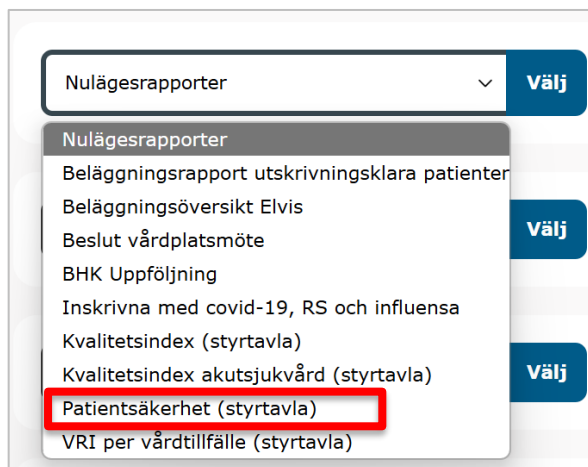 Nulägesrapporter Välj
Nulägesrapporter
Beläggningsrapport utskrivningsklara patienter
Beläggningsöversikt Elvis
Välj
Beslut vårdplatsmöte
BHK Uppföljning
Inskrivna med covid-19, RS och influensa
Kvalitetsindex (styrtavla)
Kvalitetsindex akutsjukvård (styrtavla)
Välj
Patientsäkerhet (styrtavla)
VRI per vårdtillfälle (styrtavla)